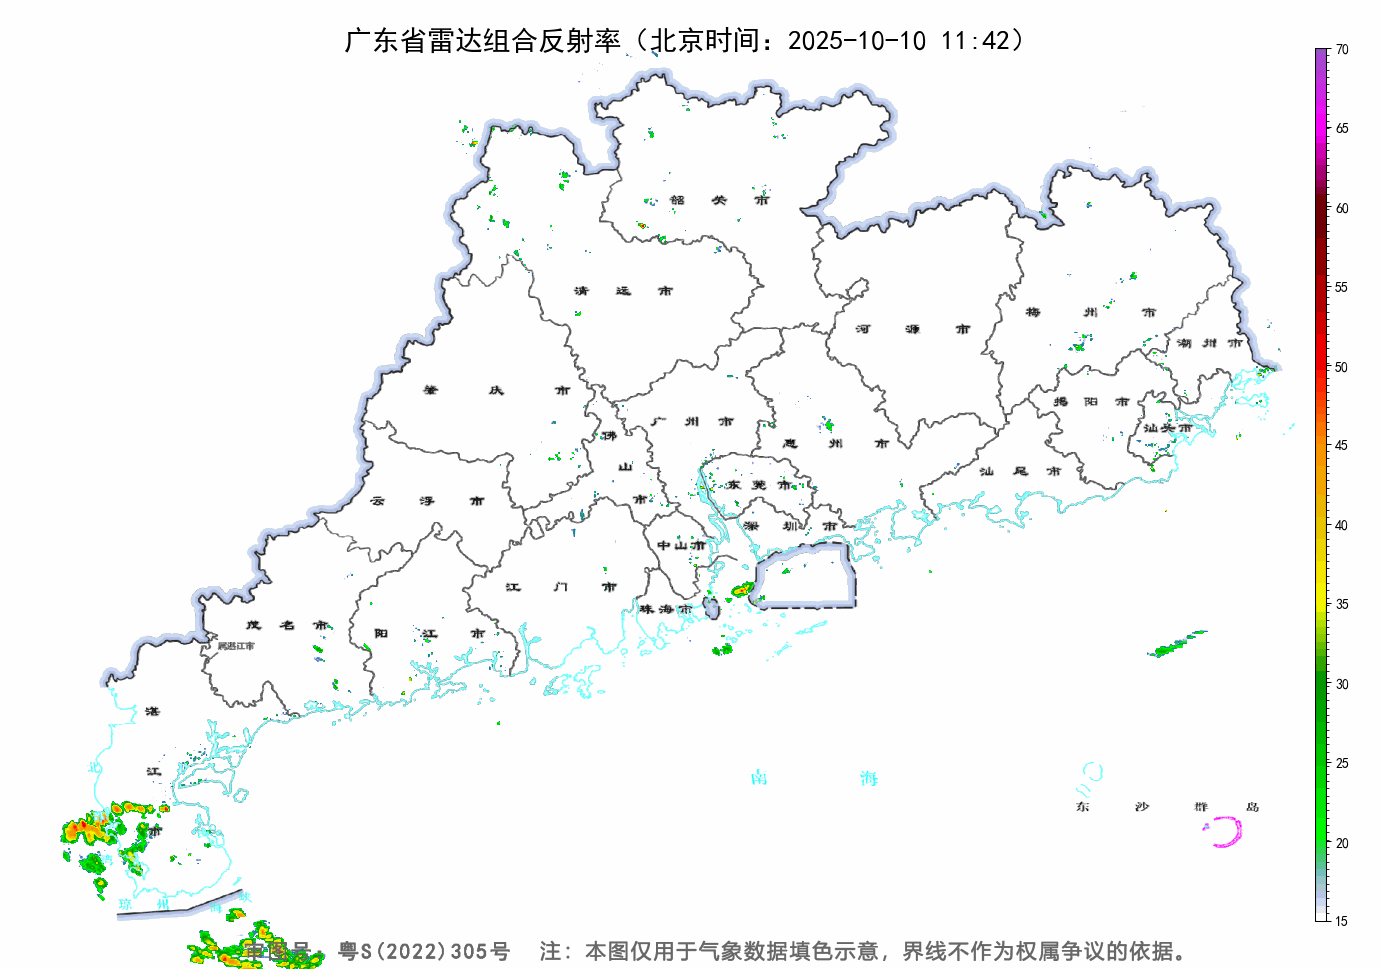 广东省雷达组合反射率（北京时间：2025-10-10 11:42）
70
65
60
55
50
45
40
35
30
25
20
15
韶关市
清远市
河源市
梅州市
潮州市
肇庆市
广州市
揭阳市
汕头市
佛山市
惠州市
汕尾市
云浮市
东莞市
深圳市
中山市
江门市
珠海市
茂名市
阳江市
属湛江市
湛江市
北
湾
南海
东沙群岛
琼州海峡
审图号：粤S(2022)305号 注：本图仅用于气象数据填色示意，界线不作为权属争议的依据。